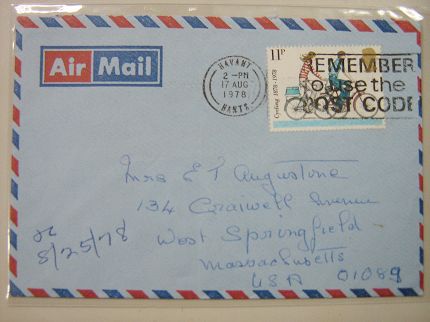 Air Mail
HAVANT
2-PM
17 AUG
1978
HANTS
11P
Cycling 1878-1978
REMEMBER
to use the
POST CODE
Mrs E T Augustone
134 Craiwell Avenue
West Springfield
Massachusetts
USA 01089
8/25/78